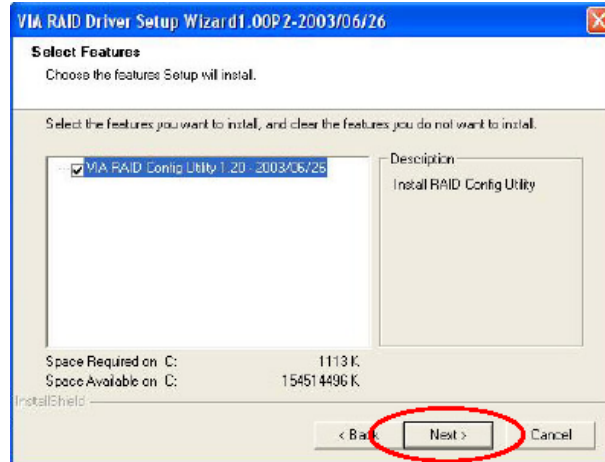 VIA RAID Driver Setup Wizard1.00P2-2003/06/26
Select Features
Choose the features Setup will install.
Select the features you want to install, and clear the features you do not want to install.
VIA RAID Config Utility 1.20 - 2003/06/26
Description
Install RAID Config Utility
Space Required on C: 1113 K
Space Available on C: 154514496 K
InstallShield
< Back Next > Cancel